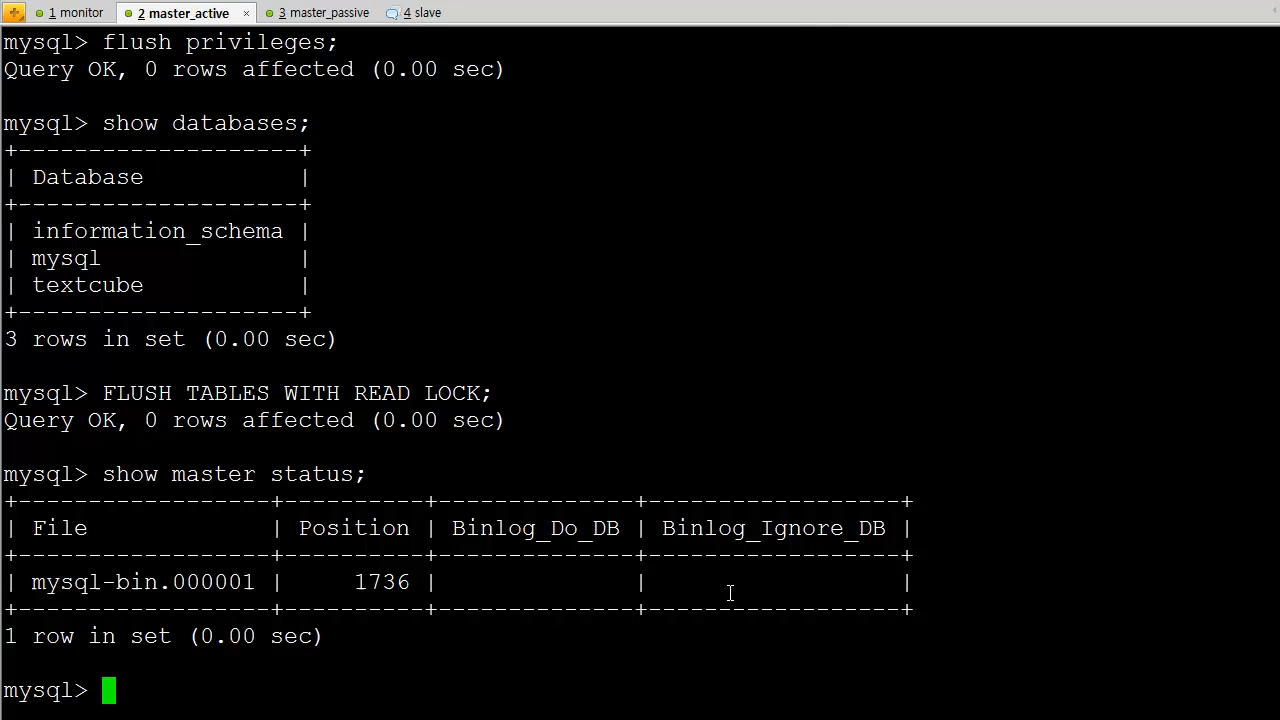 1 monitor 2 master_active × 3 master_passive 4 slave
mysql> flush privileges;
Query OK, 0 rows affected (0.00 sec)
mysql> show databases;
+--------------------+
| Database           |
+--------------------+
| information_schema |
| mysql              |
| textcube           |
+--------------------+
3 rows in set (0.00 sec)
mysql> FLUSH TABLES WITH READ LOCK;
Query OK, 0 rows affected (0.00 sec)
mysql> show master status;
+------------------+----------+--------------+------------------+
| File             | Position | Binlog_Do_DB | Binlog_Ignore_DB |
+------------------+----------+--------------+------------------+
| mysql-bin.000001 |     1736 |              |                  |
+------------------+----------+--------------+------------------+
1 row in set (0.00 sec)
mysql>